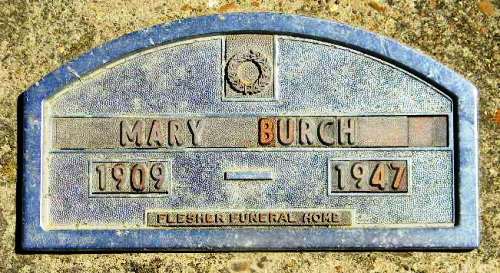 MARY BURCH
1909 — 1947
FLESHER FUNERAL HOME